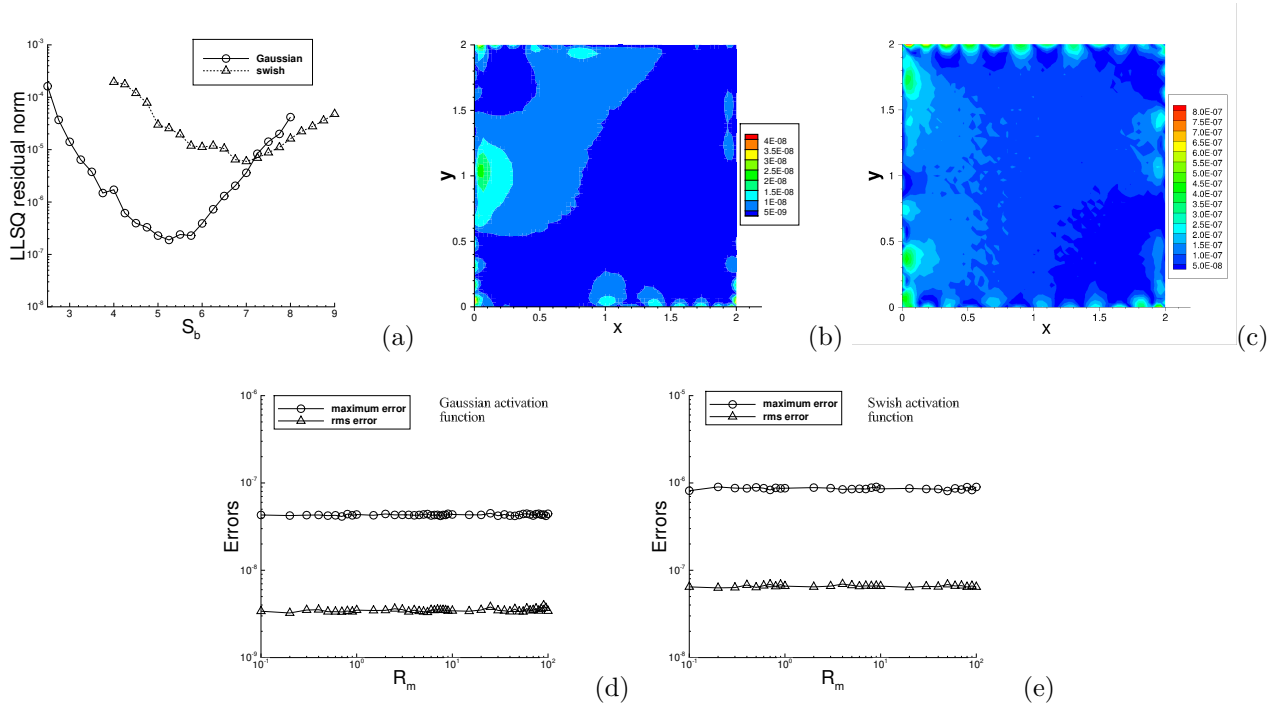 10^-3
10^-4
10^-5
10^-6
10^-7
10^-8
LLSQ residual norm
Gaussian
swish
3 4 5 6 7 8 9
S_b
(a)
2
1.5
1
0.5
0
y
0 0.5 1 1.5 2
x
4E-08
3.5E-08
3E-08
2.5E-08
2E-08
1.5E-08
1E-08
5E-09
(b)
2
1.5
1
0.5
0
y
0 0.5 1 1.5 2
x
8.0E-07
7.5E-07
7.0E-07
6.5E-07
6.0E-07
5.5E-07
5.0E-07
4.5E-07
4.0E-07
3.5E-07
3.0E-07
2.5E-07
2.0E-07
1.5E-07
1.0E-07
5.0E-08
(c)
10^-6
10^-7
10^-8
10^-9
Errors
maximum error
rms error
Gaussian activation
function
10^-1 10^0 10^1 10^2
R_m
(d)
10^-5
10^-6
10^-7
10^-8
Errors
maximum error
rms error
Swish activation
function
10^-1 10^0 10^1 10^2
R_m
(e)